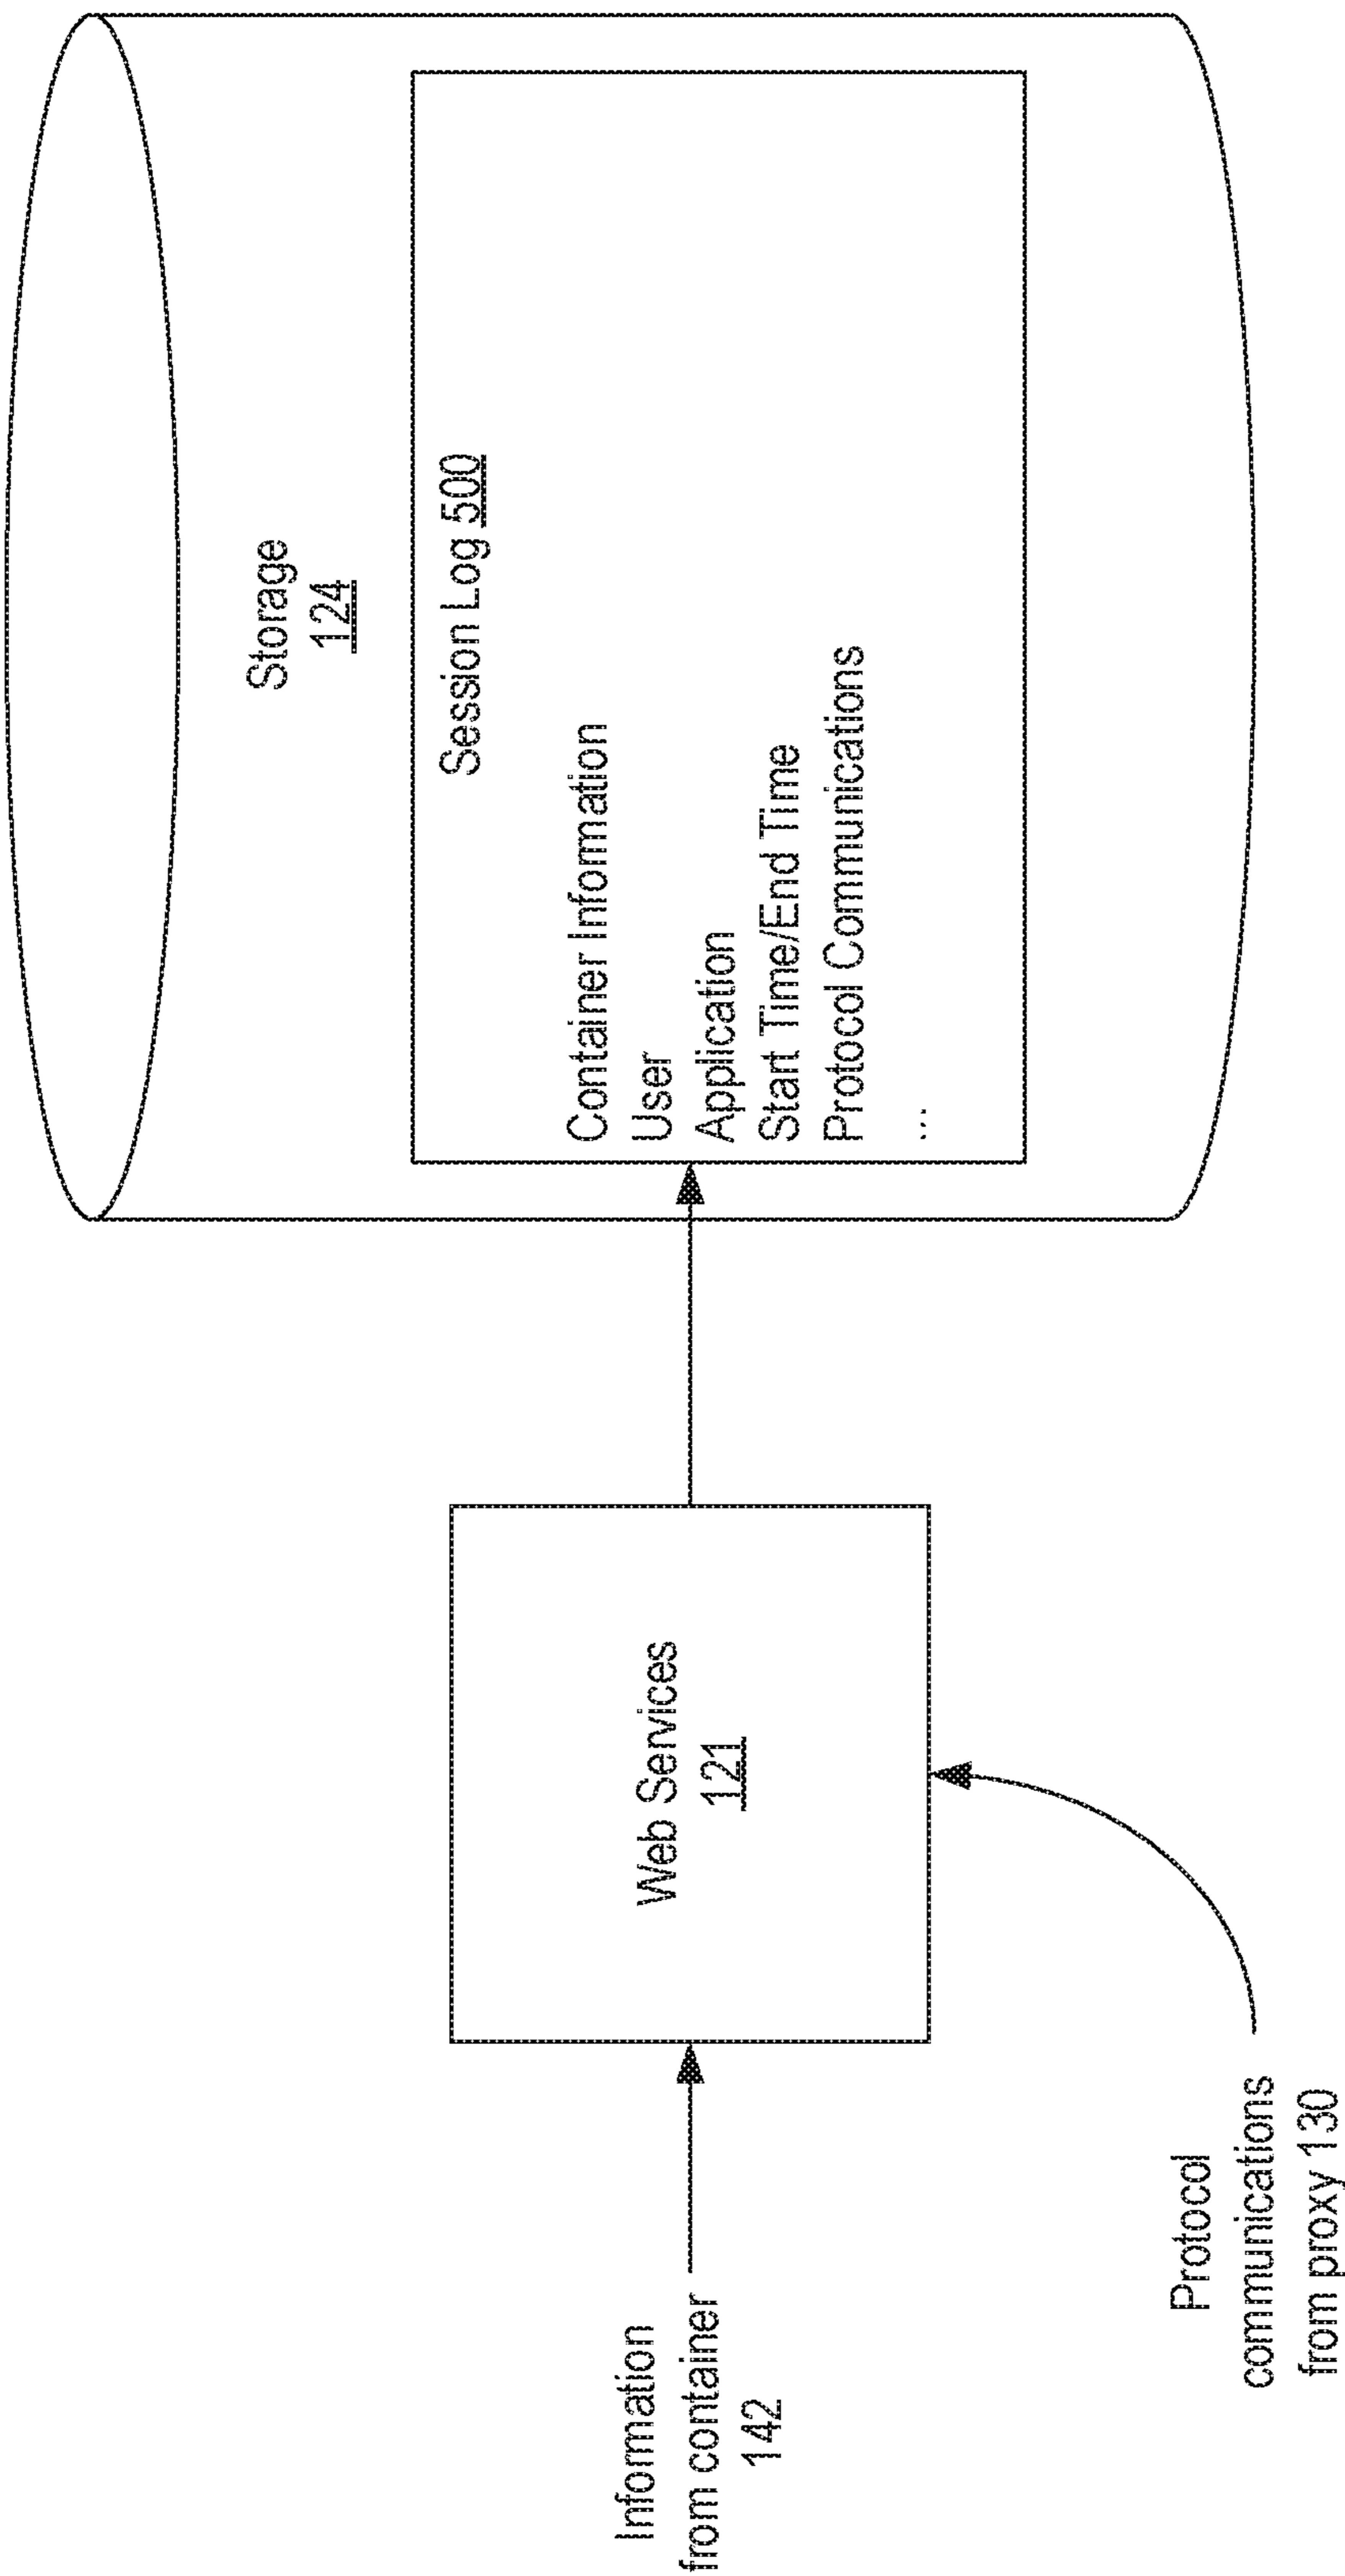 Information
from container
142
Protocol
communications
from proxy 130
Web Services
121
Storage
124
Session Log 500
Container Information
User
Application
Start Time/End Time
Protocol Communications
...